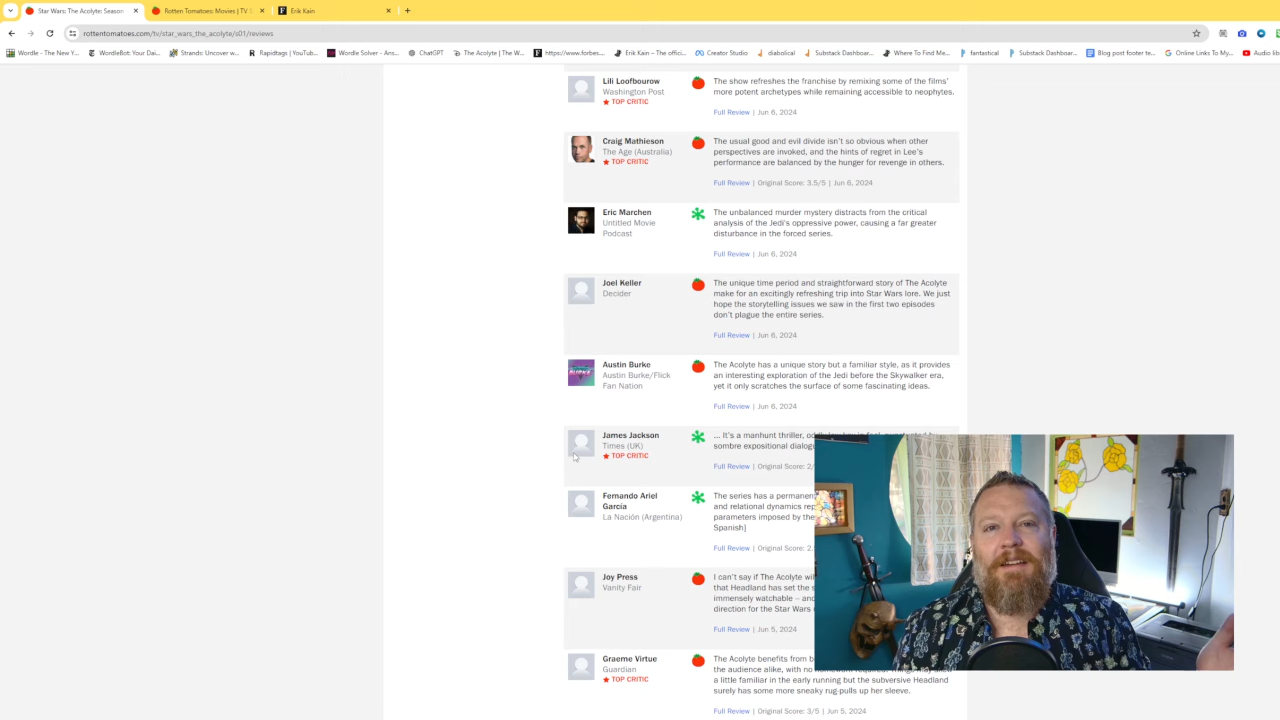 Star Wars: The Acolyte: Season
Rotten Tomatoes: Movies | TV S
Erik Kain
rottentomatoes.com/tv/star_wars_the_acolyte/s01/reviews
Wordle - The New Y...
WordleBot: Your Dai...
Strands: Uncover w...
Rapidtags | YouTub...
Wordle Solver - Ans...
ChatGPT
The Acolyte | The W...
https://www.forbes...
Erik Kain – The offici...
Creator Studio
diabolical
Substack Dashboar...
Where To Find Me...
fantastical
Substack Dashboar...
Blog post footer te...
Online Links To My...
Audio lib
Lili Loofbourow
Washington Post
TOP CRITIC
The show refreshes the franchise by remixing some of the films'
more potent archetypes while remaining accessible to neophytes.
Full Review | Jun 6, 2024
Craig Mathieson
The Age (Australia)
TOP CRITIC
The usual good and evil divide isn't so obvious when other
perspectives are invoked, and the hints of regret in Lee's
performance are balanced by the hunger for revenge in others.
Full Review | Original Score: 3.5/5 | Jun 6, 2024
Eric Marchen
Untitled Movie
Podcast
The unbalanced murder mystery distracts from the critical
analysis of the Jedi's oppressive power, causing a far greater
disturbance in the forced series.
Full Review | Jun 6, 2024
Joel Keller
Decider
The unique time period and straightforward story of The Acolyte
make for an excitingly refreshing trip into Star Wars lore. We just
hope the storytelling issues we saw in the first two episodes
don't plague the entire series.
Full Review | Jun 6, 2024
Austin Burke
Austin Burke/Flick
Fan Nation
The Acolyte has a unique story but a familiar style, as it provides
an interesting exploration of the Jedi before the Skywalker era,
yet it only scratches the surface of some fascinating ideas.
Full Review | Jun 6, 2024
James Jackson
Times (UK)
TOP CRITIC
... It's a manhunt thriller,
sombre expositional dialog
Full Review | Original Score: 2/
Fernando Ariel
García
La Nación (Argentina)
The series has a permanen
and relational dynamics rep
parameters imposed by the
Spanish]
Full Review | Original Score: 2.
Joy Press
Vanity Fair
I can't say if The Acolyte wil
that Headland has set the s
immensely watchable -- and
direction for the Star Wars
Full Review | Jun 5, 2024
Graeme Virtue
Guardian
TOP CRITIC
The Acolyte benefits from b
the audience alike, with no
a little familiar in the early running but the subversive Headland
surely has some more sneaky rug-pulls up her sleeve.
Full Review | Original Score: 3/5 | Jun 5, 2024